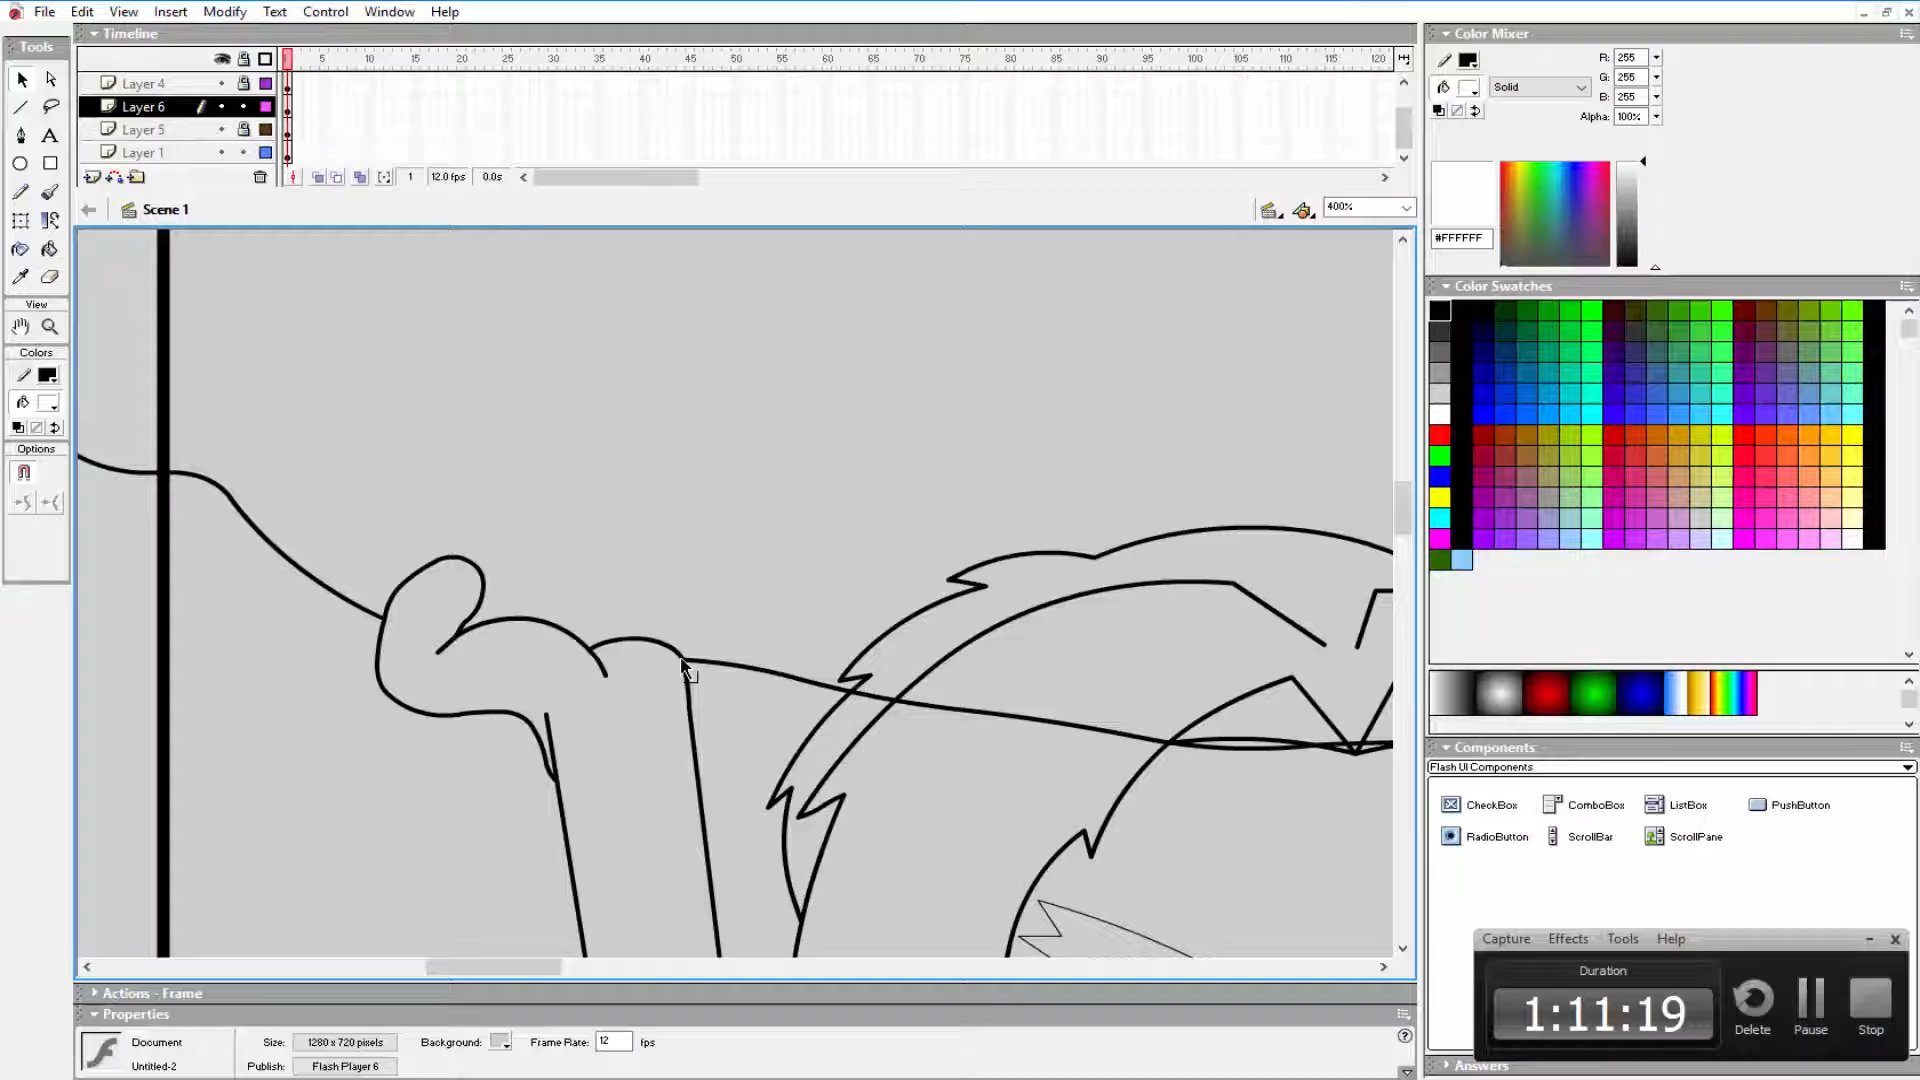 File Edit View Insert Modify Text Control Window Help
Tools
Timeline
5 10 15 20 25 30 35 40 45 50 55 60 65 70 75 80 85 90 95 100 105 110 115 120
Layer 4
Layer 6
Layer 5
Layer 1
1 12.0 fps 0.0s
Scene 1
400%
View
Colors
Options
Color Mixer
R: 255
Solid
G: 255
B: 255
Alpha: 100%
#FFFFFF
Color Swatches
Components
Flash UI Components
CheckBox ComboBox ListBox PushButton
RadioButton ScrollBar ScrollPane
Capture Effects Tools Help
Duration
1:11:19
Delete Pause Stop
Answers
Actions - Frame
Properties
Document Size: 1280 x 720 pixels Background: Frame Rate: 12 fps
Untitled-2 Publish: Flash Player 6